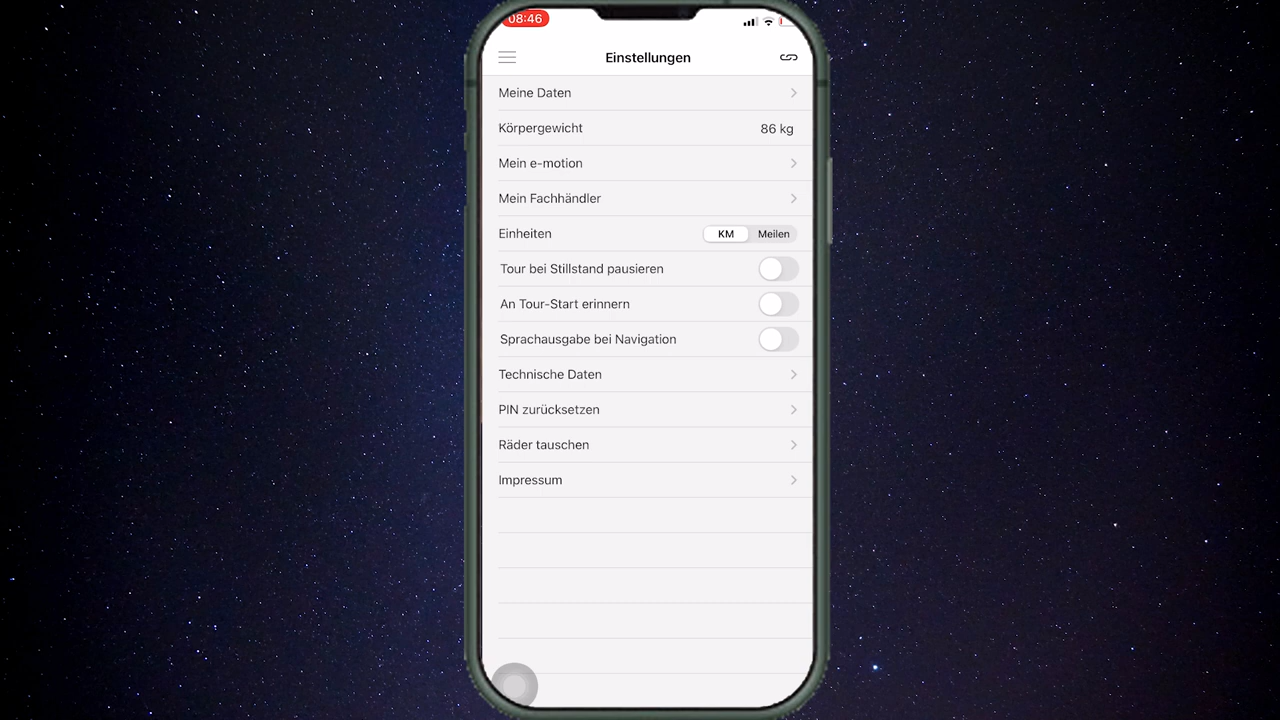 08:46
Einstellungen
Meine Daten
Körpergewicht 86 kg
Mein e-motion
Mein Fachhändler
Einheiten KM Meilen
Tour bei Stillstand pausieren
An Tour-Start erinnern
Sprachausgabe bei Navigation
Technische Daten
PIN zurücksetzen
Räder tauschen
Impressum